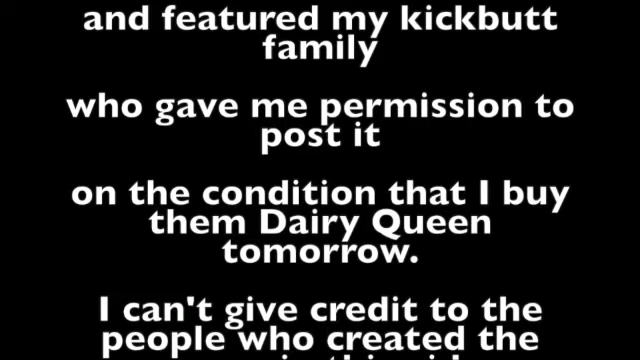 and featured my kickbutt
family
who gave me permission to
post it
on the condition that I buy
them Dairy Queen
tomorrow.
I can't give credit to the
people who created the